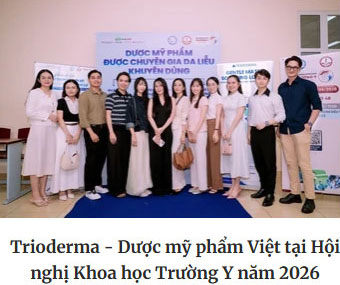 DƯỢC MỸ PHẨM
ĐƯỢC CHUYÊN GIA DA LIỄU
KHUYÊN DÙNG
Trioderma - Dược mỹ phẩm Việt tại Hội
nghị Khoa học Trường Y năm 2026